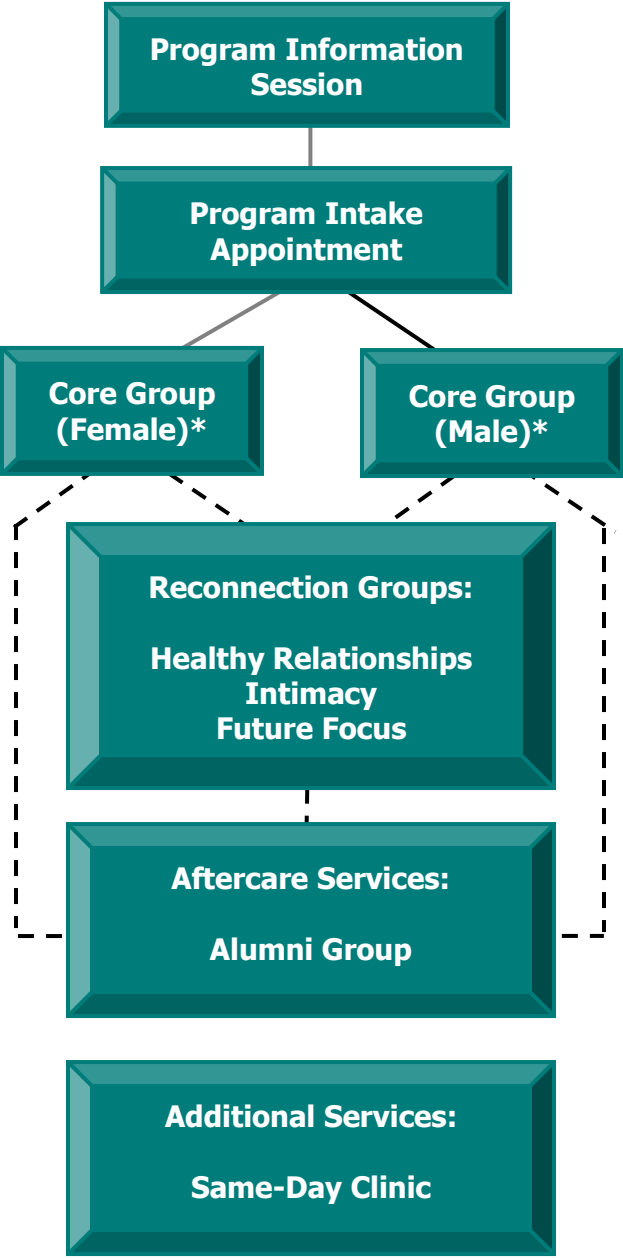 Program Information
Session
Program Intake
Appointment
Core Group
(Female)*
Core Group
(Male)*
Reconnection Groups:
Healthy Relationships
Intimacy
Future Focus
Aftercare Services:
Alumni Group
Additional Services:
Same-Day Clinic